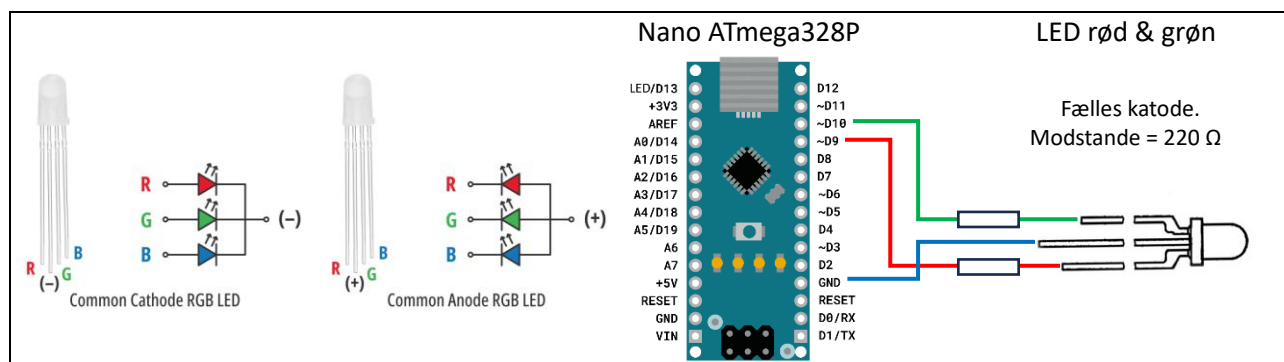 R
(-)
G
B
R
G
B
(-)
Common Cathode RGB LED
R
(+)
G
B
R
G
B
(+)
Common Anode RGB LED
Nano ATmega328P
LED/D13
+3V3
AREF
A0/D14
A1/D15
A2/D16
A3/D17
A4/D18
A5/D19
A6
A7
+5V
RESET
GND
VIN
D12
~D11
~D10
~D9
D8
D7
~D6
~D5
D4
~D3
D2
GND
RESET
D0/RX
D1/TX
LED rød & grøn
Fælles katode.
Modstande = 220 Ω